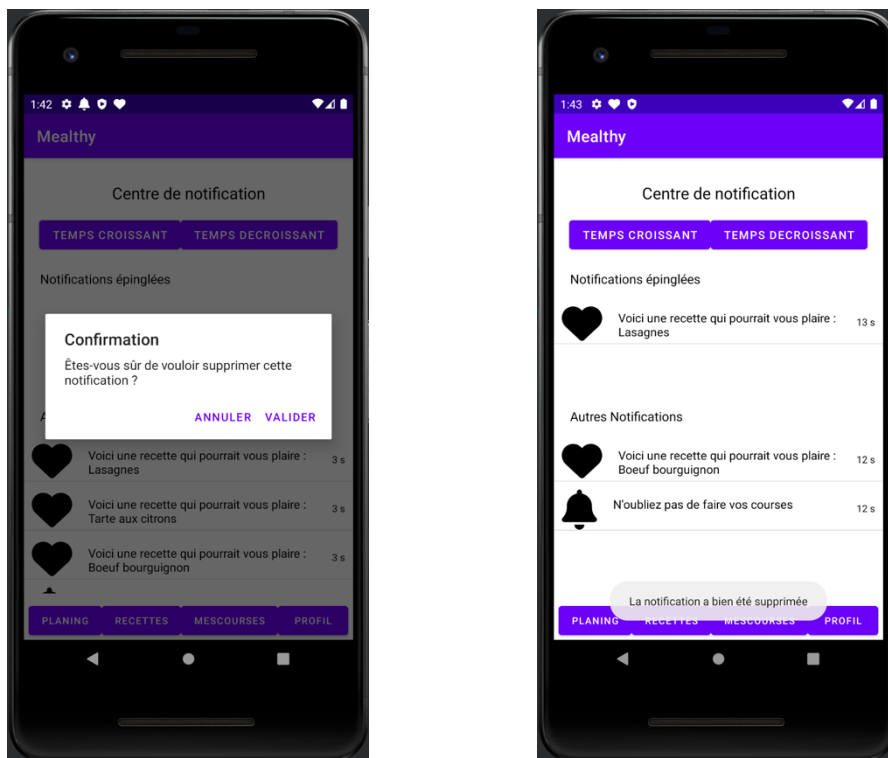 1:42
Mealthy
Centre de notification
TEMPS CROISSANT TEMPS DECROISSANT
Notifications épinglées
Confirmation
Êtes-vous sûr de vouloir supprimer cette
notification ?
ANNULER VALIDER
A
Voici une recette qui pourrait vous plaire :
Lasagnes
3 s
Voici une recette qui pourrait vous plaire :
Tarte aux citrons
3 s
Voici une recette qui pourrait vous plaire :
Boeuf bourguignon
3 s
PLANING RECETTES MESCOURSES PROFIL
1:43
Mealthy
Centre de notification
TEMPS CROISSANT TEMPS DECROISSANT
Notifications épinglées
Voici une recette qui pourrait vous plaire :
Lasagnes
13 s
Autres Notifications
Voici une recette qui pourrait vous plaire :
Boeuf bourguignon
12 s
N'oubliez pas de faire vos courses
12 s
La notification a bien été supprimée
PLANING RECETTES MESCOURSES PROFIL